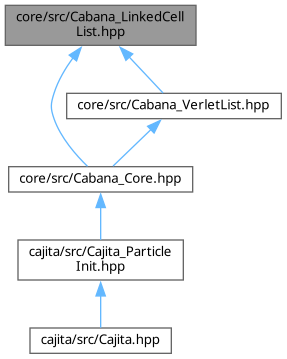 core/src/Cabana_LinkedCell
List.hpp
core/src/Cabana_VerletList.hpp
core/src/Cabana_Core.hpp
cajita/src/Cajita_Particle
Init.hpp
cajita/src/Cajita.hpp